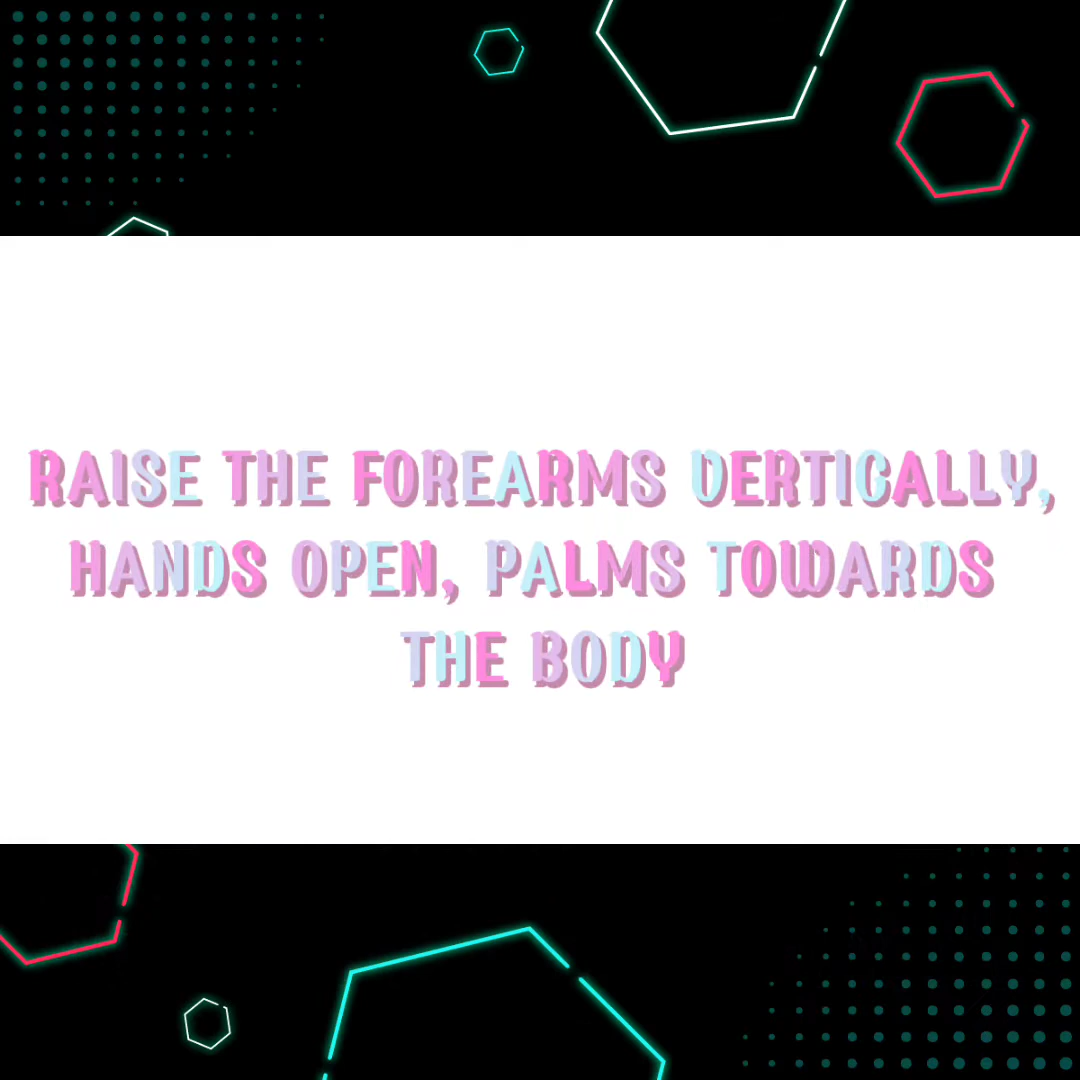 RAISE THE FOREARMS VERTICALLY,
HANDS OPEN, PALMS TOWARDS
THE BODY